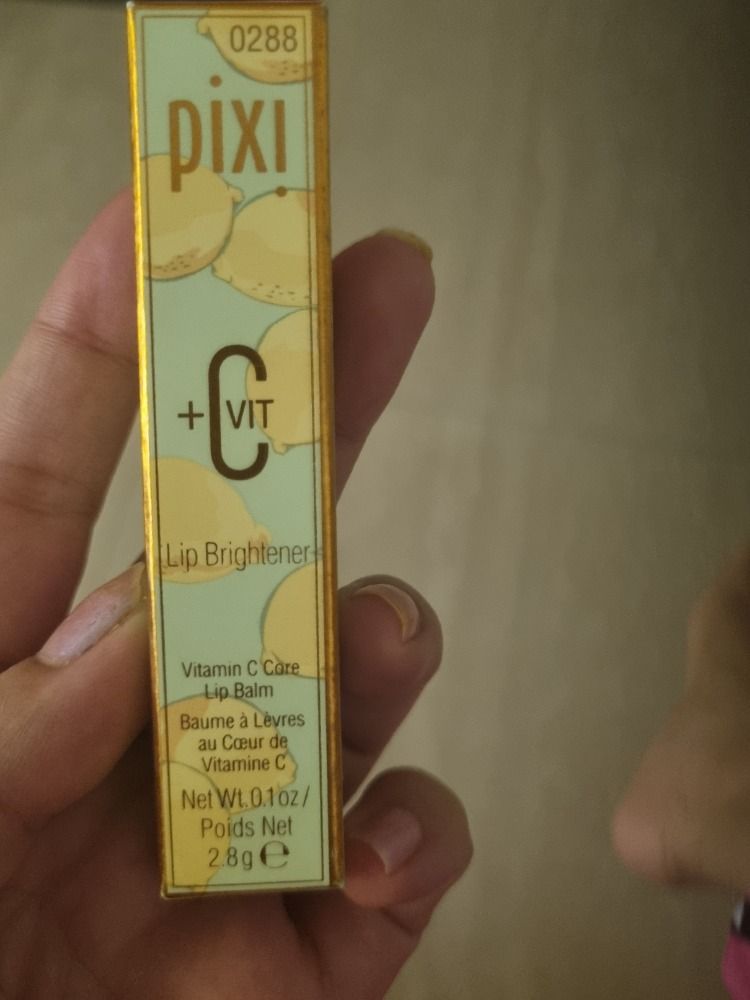 0288
pixi
+C VIT
Lip Brightener
Vitamin C Core
Lip Balm
Baume à Lèvres
au Cœur de
Vitamine C
Net Wt. 0.1 oz /
Poids Net
2.8 g ℮